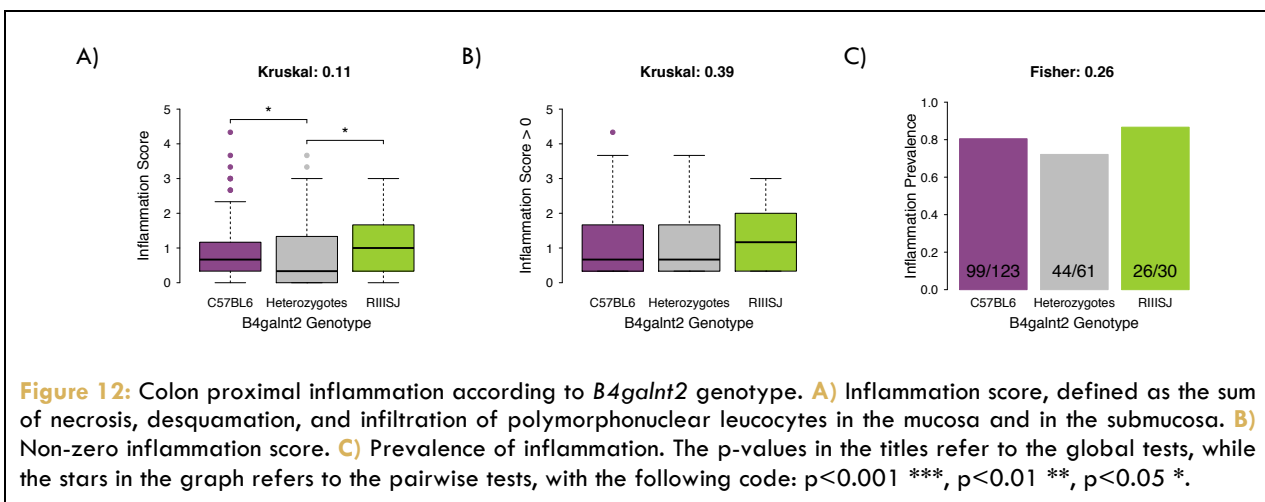 A)
Kruskal: 0.11
Inflammation Score
5
4
3
2
1
0
*
*
C57BL6 Heterozygotes RIIISJ
B4galnt2 Genotype
B)
Kruskal: 0.39
Inflammation Score > 0
5
4
3
2
1
0
C57BL6 Heterozygotes RIIISJ
B4galnt2 Genotype
C)
Fisher: 0.26
Inflammation Prevalence
1.0
0.8
0.6
0.4
0.2
0.0
99/123 44/61 26/30
C57BL6 Heterozygotes RIIISJ
B4galnt2 Genotype
Figure 12: Colon proximal inflammation according to B4galnt2 genotype. A) Inflammation score, defined as the sum
of necrosis, desquamation, and infiltration of polymorphonuclear leucocytes in the mucosa and in the submucosa. B)
Non-zero inflammation score. C) Prevalence of inflammation. The p-values in the titles refer to the global tests, while
the stars in the graph refers to the pairwise tests, with the following code: p<0.001 ***, p<0.01 **, p<0.05 *.